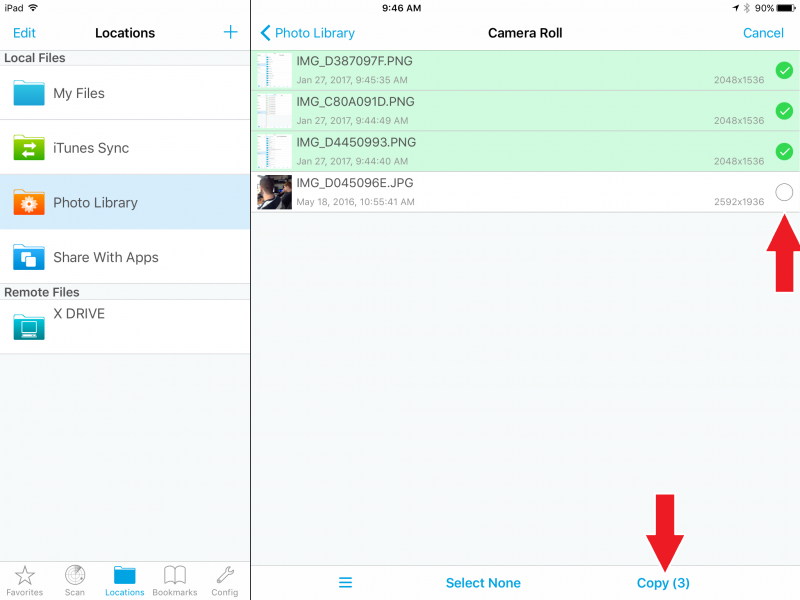 iPad 9:46 AM 90%
Edit Locations +
Photo Library Camera Roll Cancel
Local Files
My Files
iTunes Sync
Photo Library
Share With Apps
Remote Files
X DRIVE
IMG_D387097F.PNG
Jan 27, 2017, 9:45:35 AM 2048x1536
IMG_C80A091D.PNG
Jan 27, 2017, 9:44:49 AM 2048x1536
IMG_D4450993.PNG
Jan 27, 2017, 9:44:40 AM 2048x1536
IMG_D045096E.JPG
May 18, 2016, 10:55:41 AM 2592x1936
Favorites Scan Locations Bookmarks Config
Select None Copy (3)